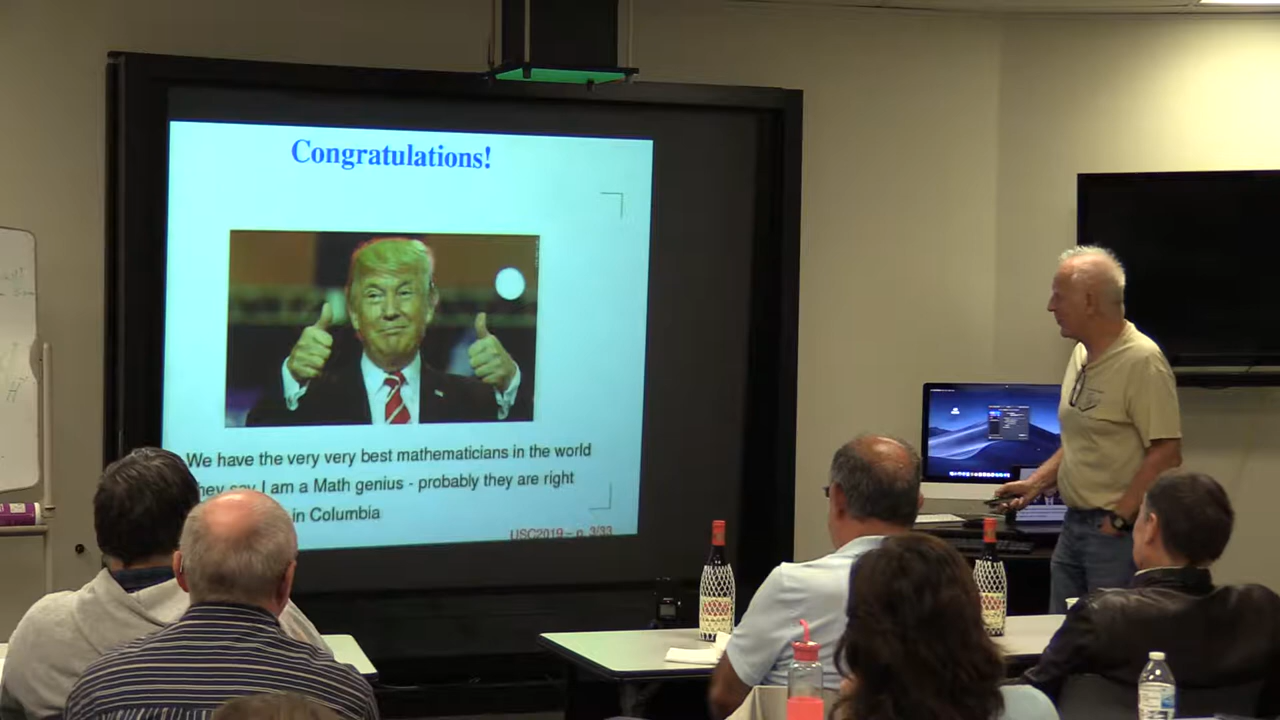 Congratulations!
We have the very very best mathematicians in the world
say I am a Math genius - probably they are right
in Columbia
USC2019 – p. 3/33